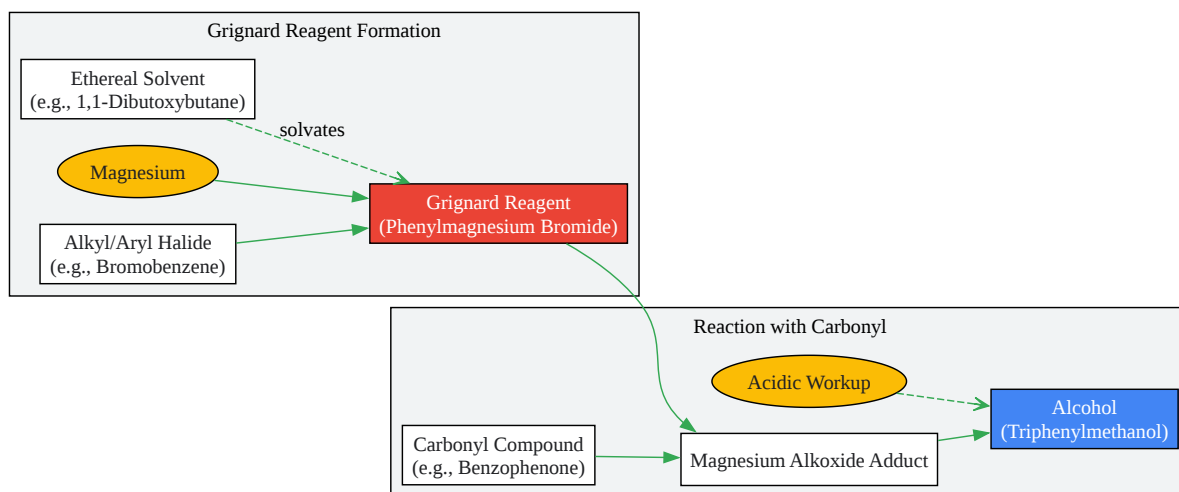 Grignard Reagent Formation
Ethereal Solvent
(e.g., 1,1-Dibutoxybutane)
solvates
Magnesium
Grignard Reagent
(Phenylmagnesium Bromide)
Alkyl/Aryl Halide
(e.g., Bromobenzene)
Reaction with Carbonyl
Acidic Workup
Alcohol
(Triphenylmethanol)
Carbonyl Compound
(e.g., Benzophenone)
Magnesium Alkoxide Adduct